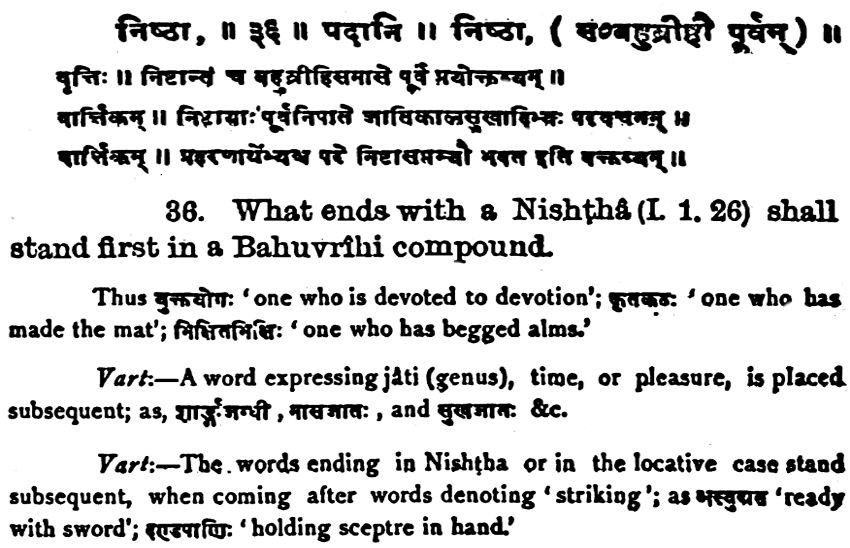 निष्ठा, ॥ ३६ ॥ पदानि ॥ निष्ठा, ( स०बहुव्रीहौ पूर्वम् ) ॥
वृत्तिः ॥ निष्टान्तं च बहुव्रीहिसमासे पूर्वं प्रयोक्तव्यम् ॥
वार्त्तिकम् ॥ निष्ठायाः पूर्वनिपाते जातिकालसुखादिभ्यः परवचनम् ॥
वार्त्तिकम् ॥ प्रहरणार्थेभ्यश्च परे निष्टासप्तम्यौ भवत इति वक्तव्यम् ॥
36. What ends with a Nishṭhâ (I. 1. 26) shall
stand first in a Bahuvrîhi compound.
Thus युक्तयोगः 'one who is devoted to devotion'; कृतकटः 'one who has
made the mat'; भिक्षितभिक्षिः 'one who has begged alms.'
Vart:—A word expressing jâti (genus), time, or pleasure, is placed
subsequent; as, शार्ङ्गजग्धी, मासजातः, and सुखजातः &c.
Vart:—The words ending in Nishṭha or in the locative case stand
subsequent, when coming after words denoting 'striking'; as 'ready
with sword'; दण्डपाणिः 'holding sceptre in hand.'